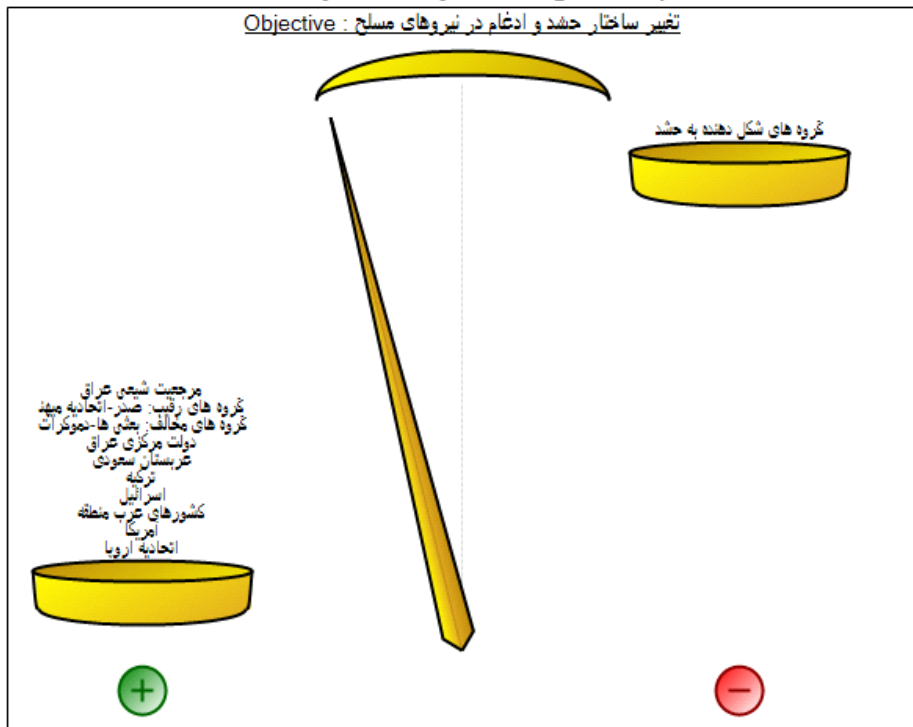 تغییر ساختار حشد و ادغام در نیروهای مسلح : Objective
گروه های شکل دهنده به حشد
مرجعیت شیعی عراق
گروه های رقیب: صدر-اتحادیه میهنـ
گروه های مخالف: بعثی ها-دموکرات
دولت مرکزی عراق
عربستان سعودی
ترکیه
اسرائیل
کشورهای عرب منطقه
امریکا
اتحادیه اروپا